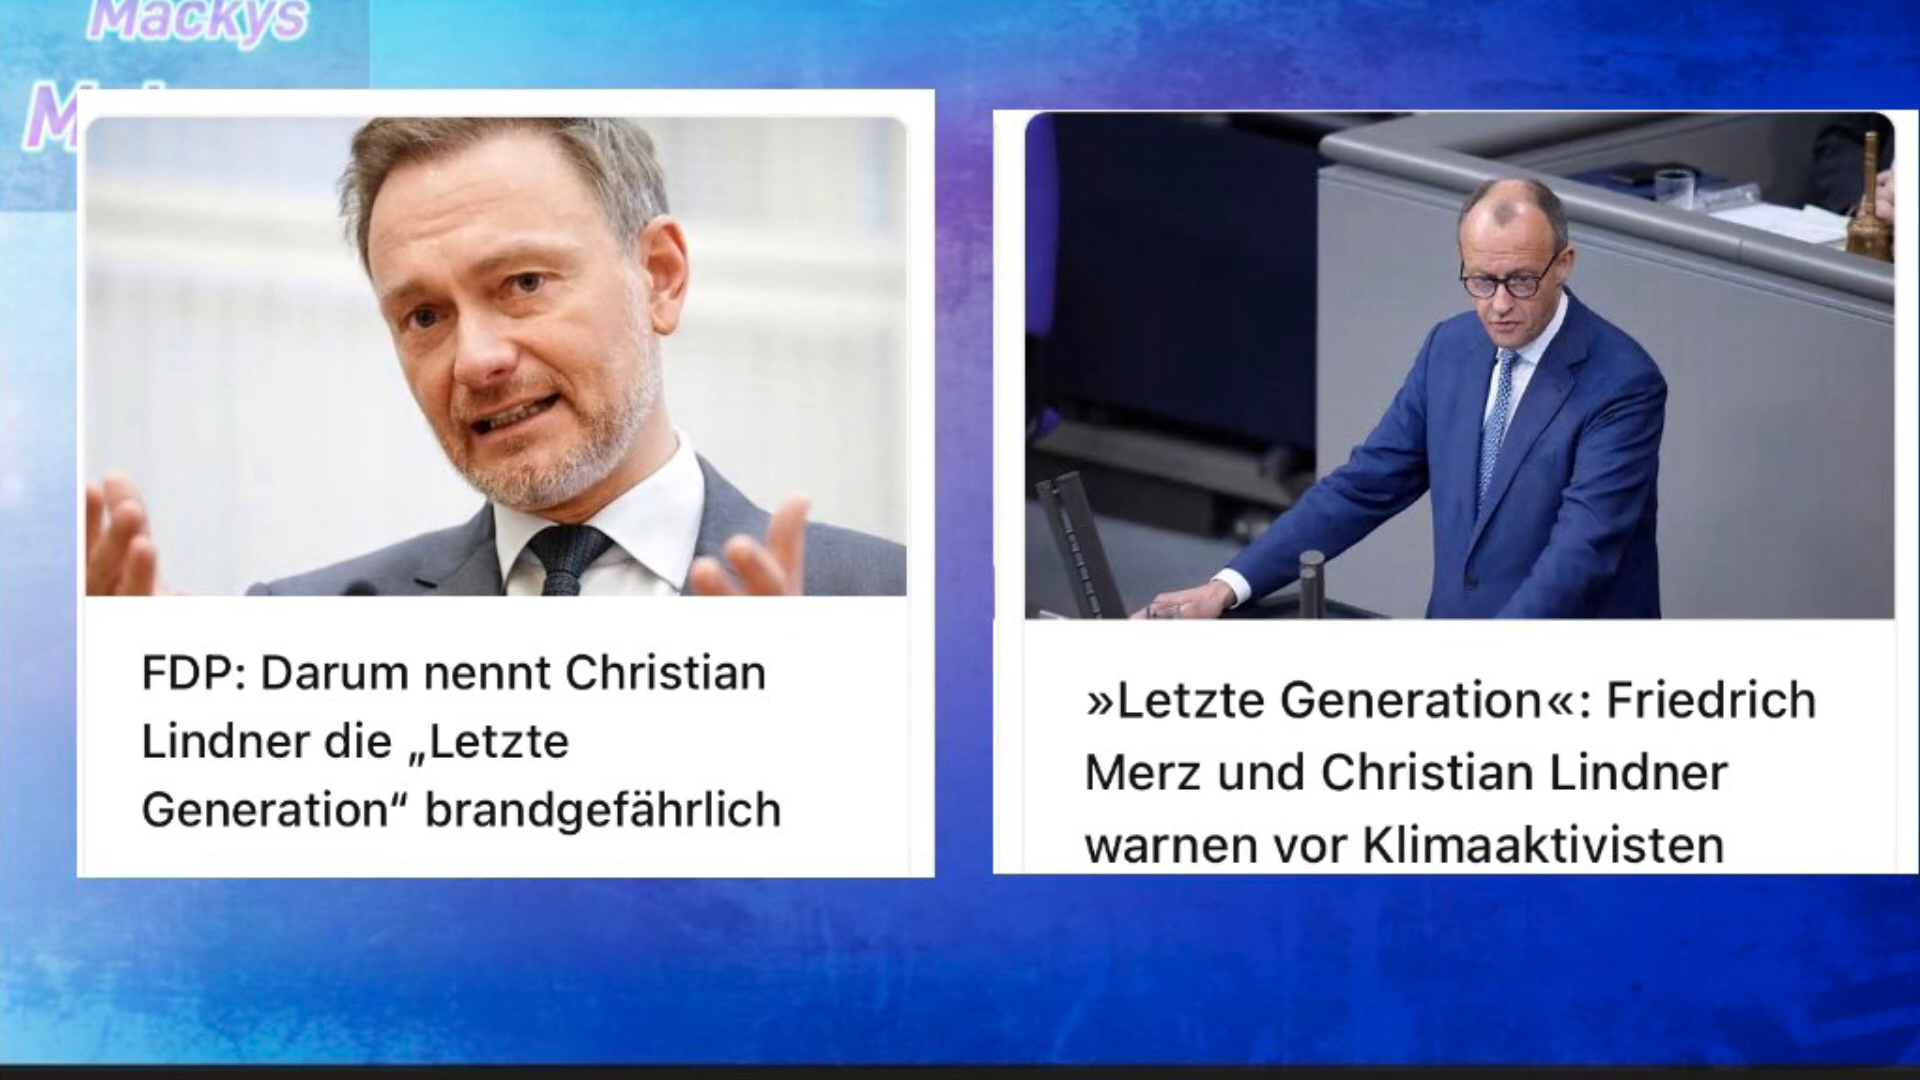 Mackys
FDP: Darum nennt Christian
Lindner die „Letzte
Generation“ brandgefährlich
»Letzte Generation«: Friedrich
Merz und Christian Lindner
warnen vor Klimaaktivisten